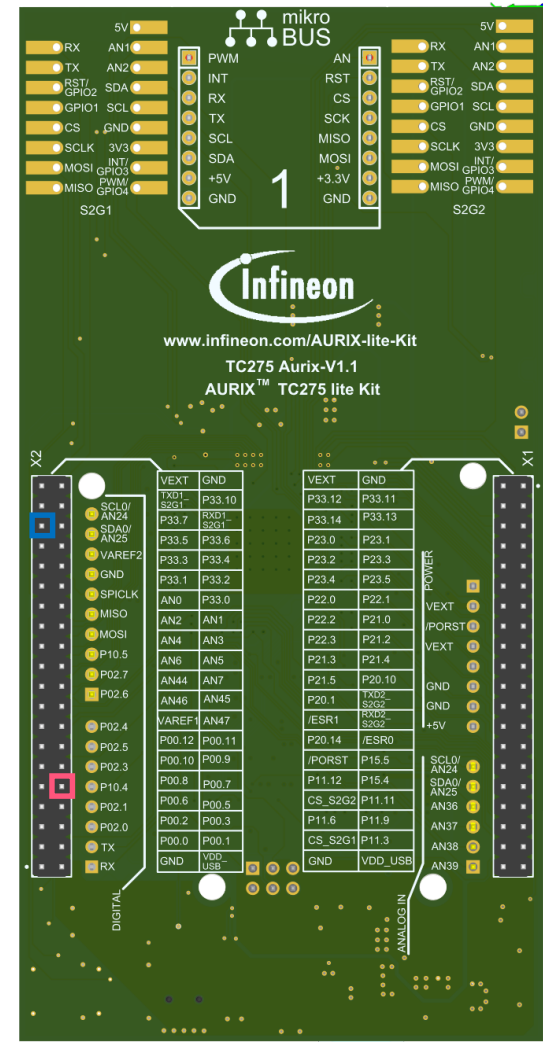 mikro
BUS
5V
RX AN1
TX AN2
RST/
GPIO2 SDA
GPIO1 SCL
CS GND
SCLK 3V3
MOSI INT/
GPIO3
MISO PWM/
GPIO4
S2G1
PWM AN
INT RST
RX CS
TX SCK
SCL MISO
SDA MOSI
+5V +3.3V
GND GND
1
5V
RX AN1
TX AN2
RST/
GPIO2 SDA
GPIO1 SCL
CS GND
SCLK 3V3
MOSI INT/
GPIO3
MISO PWM/
GPIO4
S2G2
Infineon
www.infineon.com/AURIX-lite-Kit
TC275 Aurix-V1.1
AURIX™ TC275 lite Kit
X2
X1
SCL0/
AN24
SDA0/
AN25
VAREF2
GND
SPICLK
MISO
MOSI
P10.5
P02.7
P02.6
P02.4
P02.5
P02.3
P10.4
P02.1
P02.0
TX
RX
DIGITAL
VEXT GND
TXD1_
S2G1 P33.10
P33.7 RXD1_
S2G1
P33.5 P33.6
P33.3 P33.4
P33.1 P33.2
AN0 P33.0
AN2 AN1
AN4 AN3
AN6 AN5
AN44 AN7
AN46 AN45
VAREF1 AN47
P00.12 P00.11
P00.10 P00.9
P00.8 P00.7
P00.6 P00.5
P00.2 P00.3
P00.0 P00.1
GND VDD_
USB
VEXT GND
P33.12 P33.11
P33.14 P33.13
P23.0 P23.1
P23.2 P23.3
P23.4 P23.5
P22.0 P22.1
P22.2 P21.0
P22.3 P21.2
P21.3 P21.4
P21.5 P20.10
P20.1 TXD2_
S2G2
/ESR1 RXD2_
S2G2
P20.14 /ESR0
/PORST P15.5
P11.12 P15.4
CS_S2G2 P11.11
P11.6 P11.9
CS_S2G1 P11.3
GND VDD_USB
POWER
VEXT
/PORST
VEXT
GND
GND
+5V
SCL0/
AN24
SDA0/
AN25
AN36
AN37
AN38
AN39
ANALOG IN